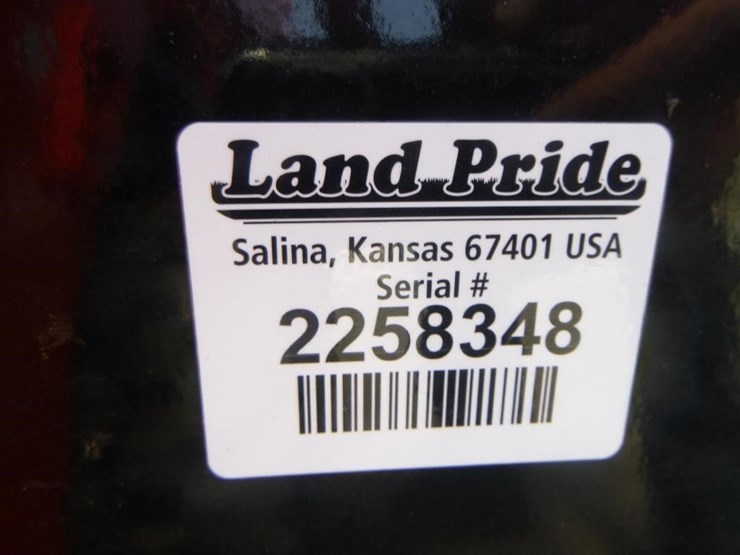 Land Pride
Salina, Kansas 67401 USA
Serial #
2258348